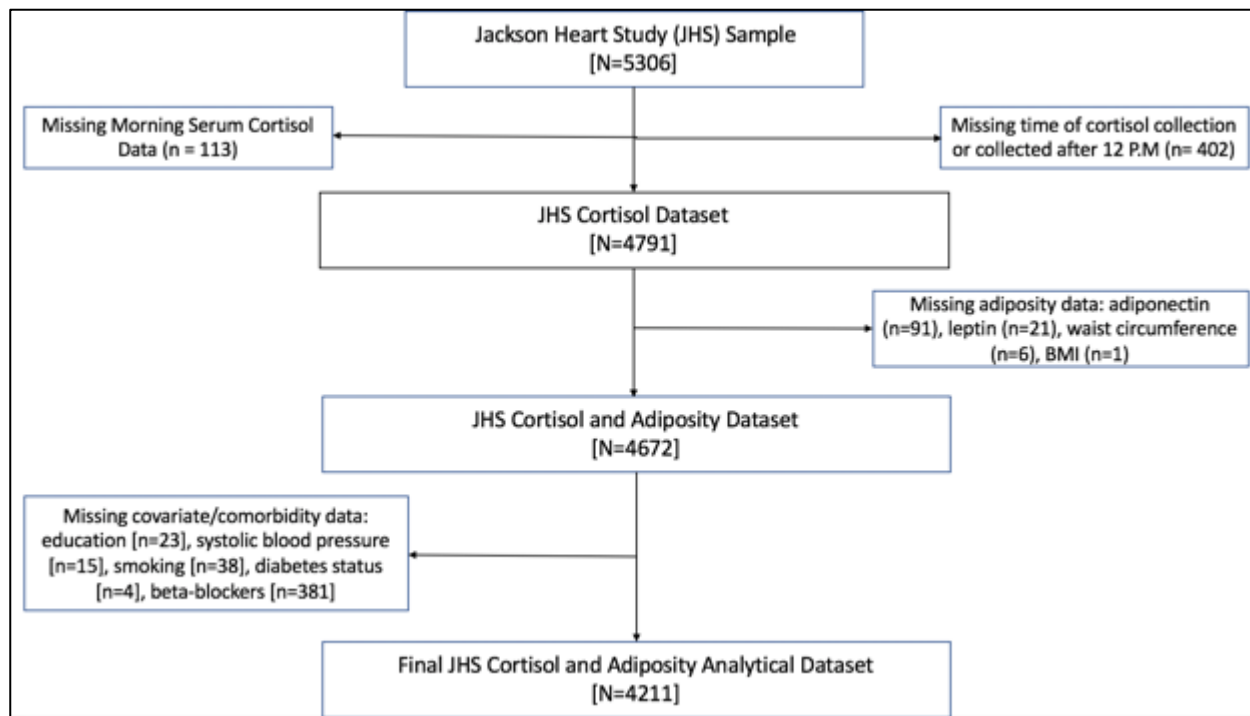 Jackson Heart Study (JHS) Sample
[N=5306]
Missing Morning Serum Cortisol
Data (n = 113)
Missing time of cortisol collection
or collected after 12 P.M (n= 402)
JHS Cortisol Dataset
[N=4791]
Missing adiposity data: adiponectin
(n=91), leptin (n=21), waist circumference
(n=6), BMI (n=1)
JHS Cortisol and Adiposity Dataset
[N=4672]
Missing covariate/comorbidity data:
education [n=23], systolic blood pressure
[n=15], smoking [n=38], diabetes status
[n=4], beta-blockers [n=381]
Final JHS Cortisol and Adiposity Analytical Dataset
[N=4211]